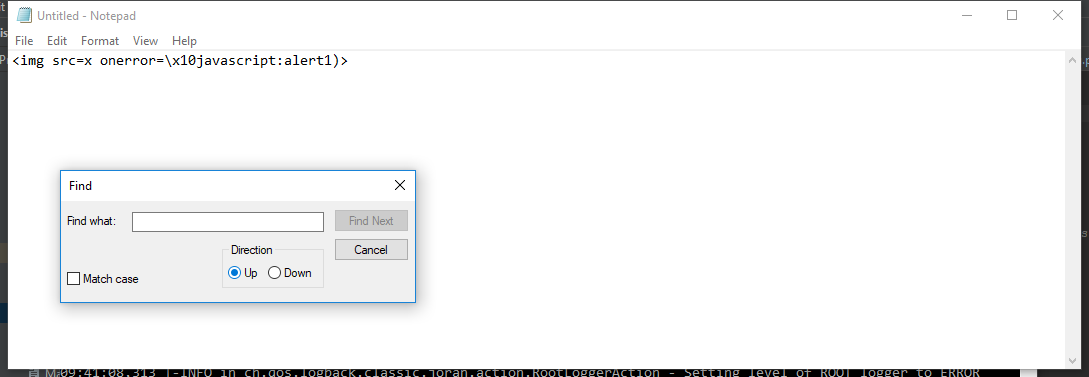 Untitled - Notepad
File Edit Format View Help
<img src=x onerror=\x10javascript:alert1)>
Find
Find what:
Find Next
Cancel
Direction
Up Down
Match case
09:41:08.313 |-INFO in ch.qos.logback.classic.joran.action.RootLoggerAction - Setting level of ROOT logger to ERROR